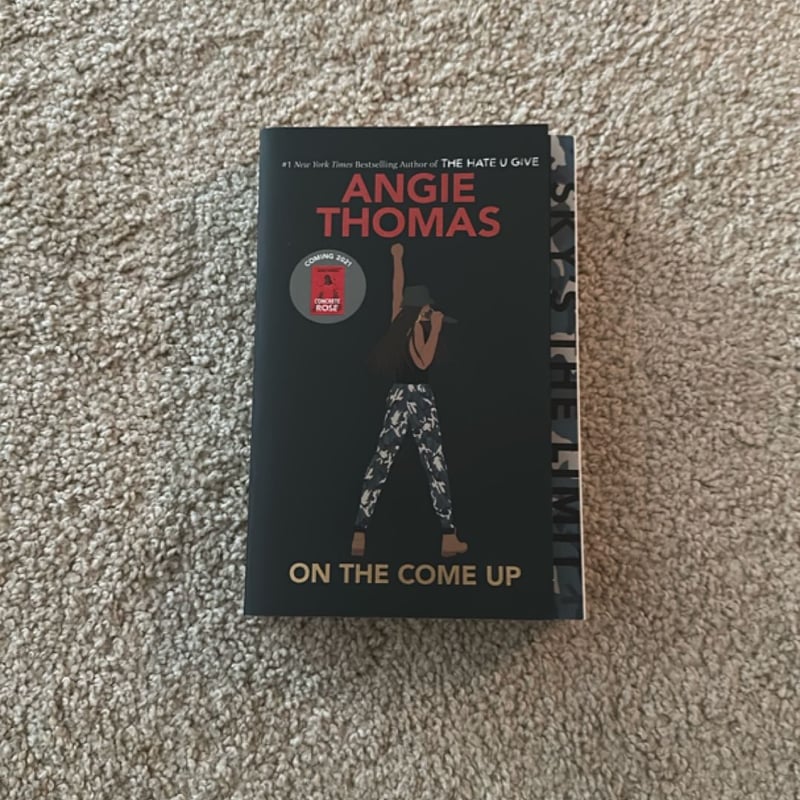 #1 New York Times Bestselling Author of THE HATE U GIVE
ANGIE
THOMAS
COMING 2021
CONCRETE
ROSE
ON THE COME UP
SKY'S THE LIMIT